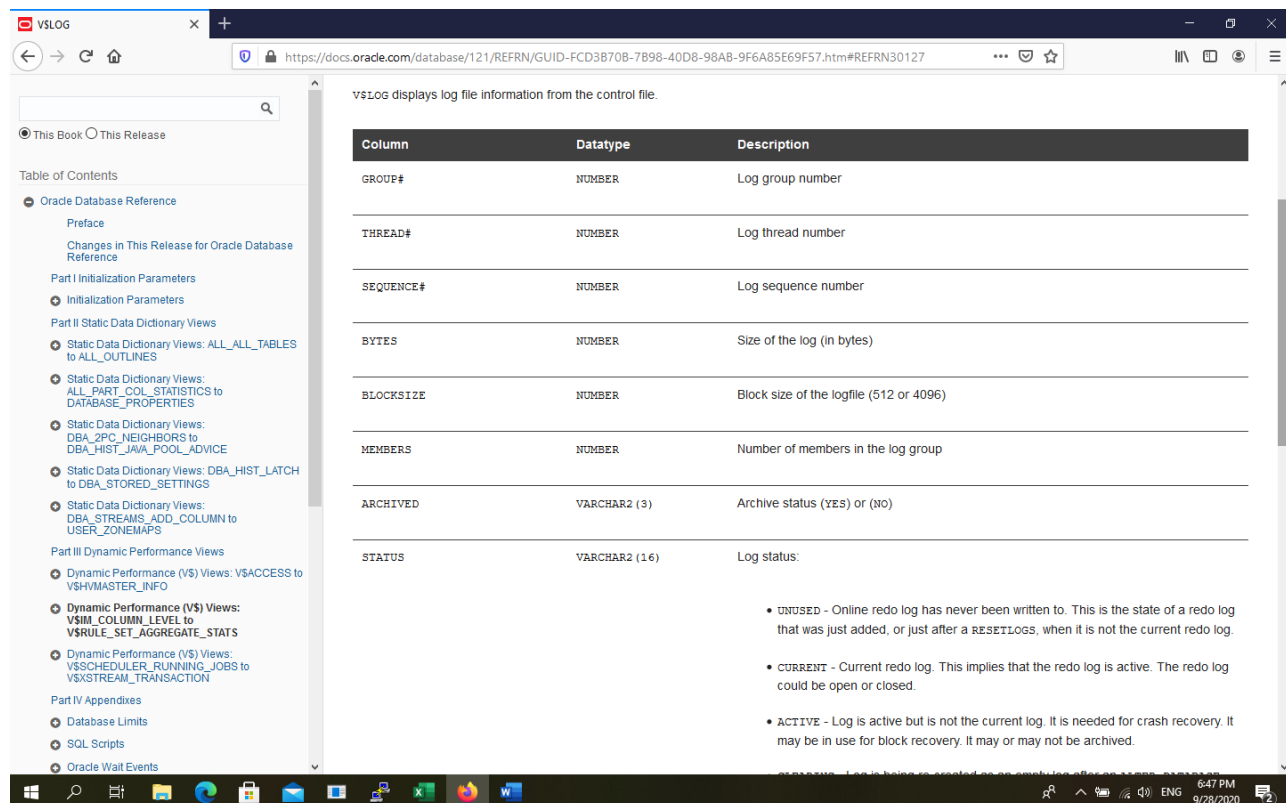 V$LOG
https://docs.oracle.com/database/121/REFRN/GUID-FCD3B70B-7B98-40D8-98AB-9F6A85E69F57.htm#REFRN30127
This Book This Release
Table of Contents
Oracle Database Reference
Preface
Changes in This Release for Oracle Database
Reference
Part I Initialization Parameters
Initialization Parameters
Part II Static Data Dictionary Views
Static Data Dictionary Views: ALL_ALL_TABLES
to ALL_OUTLINES
Static Data Dictionary Views:
ALL_PART_COL_STATISTICS to
DATABASE_PROPERTIES
Static Data Dictionary Views:
DBA_2PC_NEIGHBORS to
DBA_HIST_JAVA_POOL_ADVICE
Static Data Dictionary Views: DBA_HIST_LATCH
to DBA_STORED_SETTINGS
Static Data Dictionary Views:
DBA_STREAMS_ADD_COLUMN to
USER_ZONEMAPS
Part III Dynamic Performance Views
Dynamic Performance (V$) Views: V$ACCESS to
V$HVMASTER_INFO
Dynamic Performance (V$) Views:
V$IM_COLUMN_LEVEL to
V$RULE_SET_AGGREGATE_STATS
Dynamic Performance (V$) Views:
V$SCHEDULER_RUNNING_JOBS to
V$XSTREAM_TRANSACTION
Part IV Appendixes
Database Limits
SQL Scripts
Oracle Wait Events
V$LOG displays log file information from the control file.
Column Datatype Description
GROUP# NUMBER Log group number
THREAD# NUMBER Log thread number
SEQUENCE# NUMBER Log sequence number
BYTES NUMBER Size of the log (in bytes)
BLOCKSIZE NUMBER Block size of the logfile (512 or 4096)
MEMBERS NUMBER Number of members in the log group
ARCHIVED VARCHAR2(3) Archive status (YES) or (NO)
STATUS VARCHAR2(16) Log status:
• UNUSED - Online redo log has never been written to. This is the state of a redo log
that was just added, or just after a RESETLOGS, when it is not the current redo log.
• CURRENT - Current redo log. This implies that the redo log is active. The redo log
could be open or closed.
• ACTIVE - Log is active but is not the current log. It is needed for crash recovery. It
may be in use for block recovery. It may or may not be archived.
• CLEARING - Log is being re-created as an empty log after an ALTER DATABASE
ENG
6:47 PM
9/28/2020